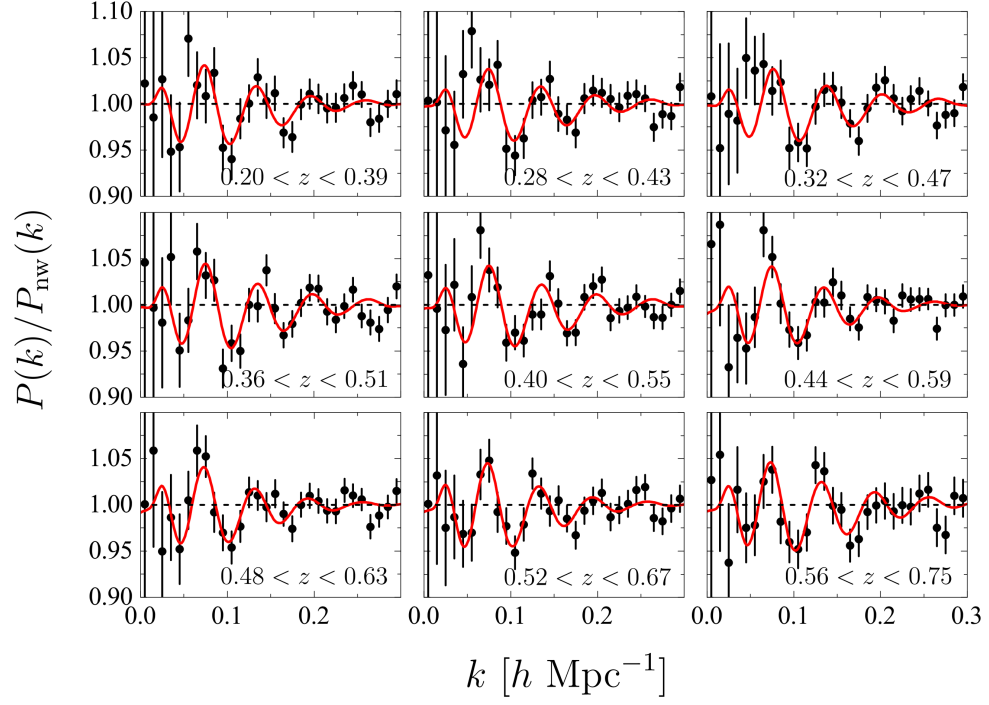 1.10
1.05
1.00
0.95
0.90
0.20 < z < 0.39
0.28 < z < 0.43
0.32 < z < 0.47
P(k)/P_nw(k)
1.05
1.00
0.95
0.90
0.36 < z < 0.51
0.40 < z < 0.55
0.44 < z < 0.59
1.05
1.00
0.95
0.90
0.48 < z < 0.63
0.52 < z < 0.67
0.56 < z < 0.75
0.0 0.1 0.2 0.0 0.1 0.2 0.0 0.1 0.2 0.3
k [h Mpc⁻¹]